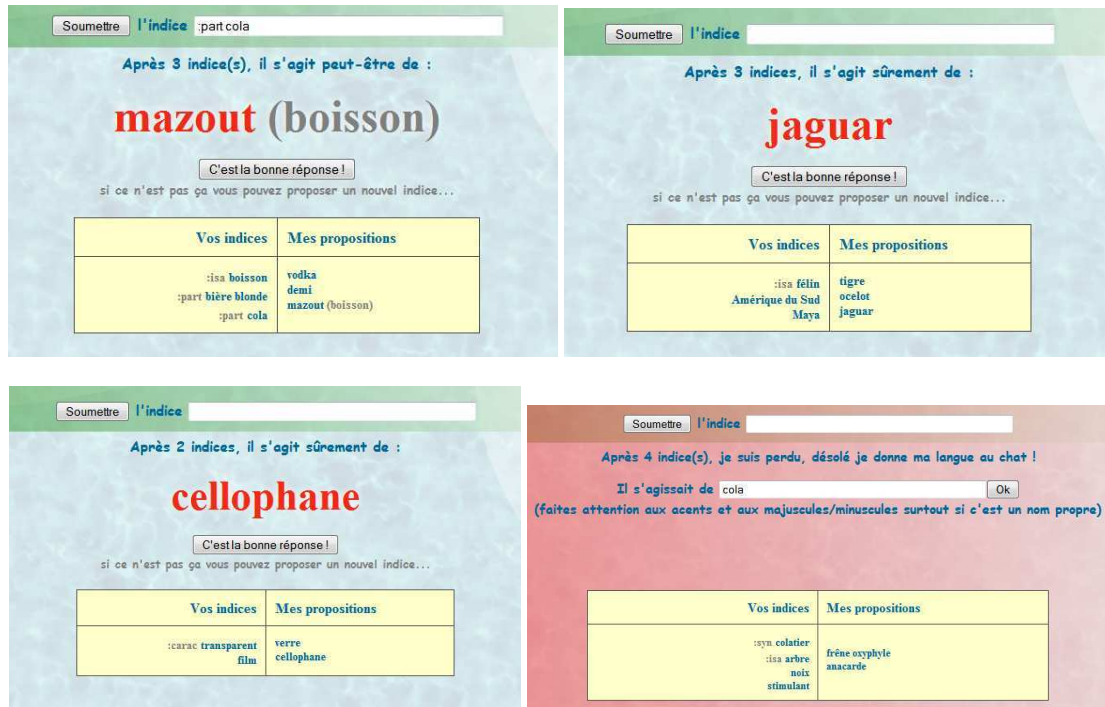 Soumettre l'indice :part cola
Après 3 indice(s), il s'agit peut-être de :
mazout (boisson)
C'est la bonne réponse !
si ce n'est pas ça vous pouvez proposer un nouvel indice...
Vos indices Mes propositions
:isa boisson vodka
:part bière blonde demi
:part cola mazout (boisson)
Soumettre l'indice
Après 3 indices, il s'agit sûrement de :
jaguar
C'est la bonne réponse !
si ce n'est pas ça vous pouvez proposer un nouvel indice...
Vos indices Mes propositions
:isa félin tigre
Amérique du Sud ocelot
Maya jaguar
Soumettre l'indice
Après 2 indices, il s'agit sûrement de :
cellophane
C'est la bonne réponse !
si ce n'est pas ça vous pouvez proposer un nouvel indice...
Vos indices Mes propositions
:carac transparent verre
film cellophane
Soumettre l'indice
Après 4 indice(s), je suis perdu, désolé je donne ma langue au chat !
Il s'agissait de cola Ok
(faites attention aux acents et aux majuscules/minuscules surtout si c'est un nom propre)
Vos indices Mes propositions
:syn colatier
:isa arbre frêne oxyphyle
noix anacarde
stimulant